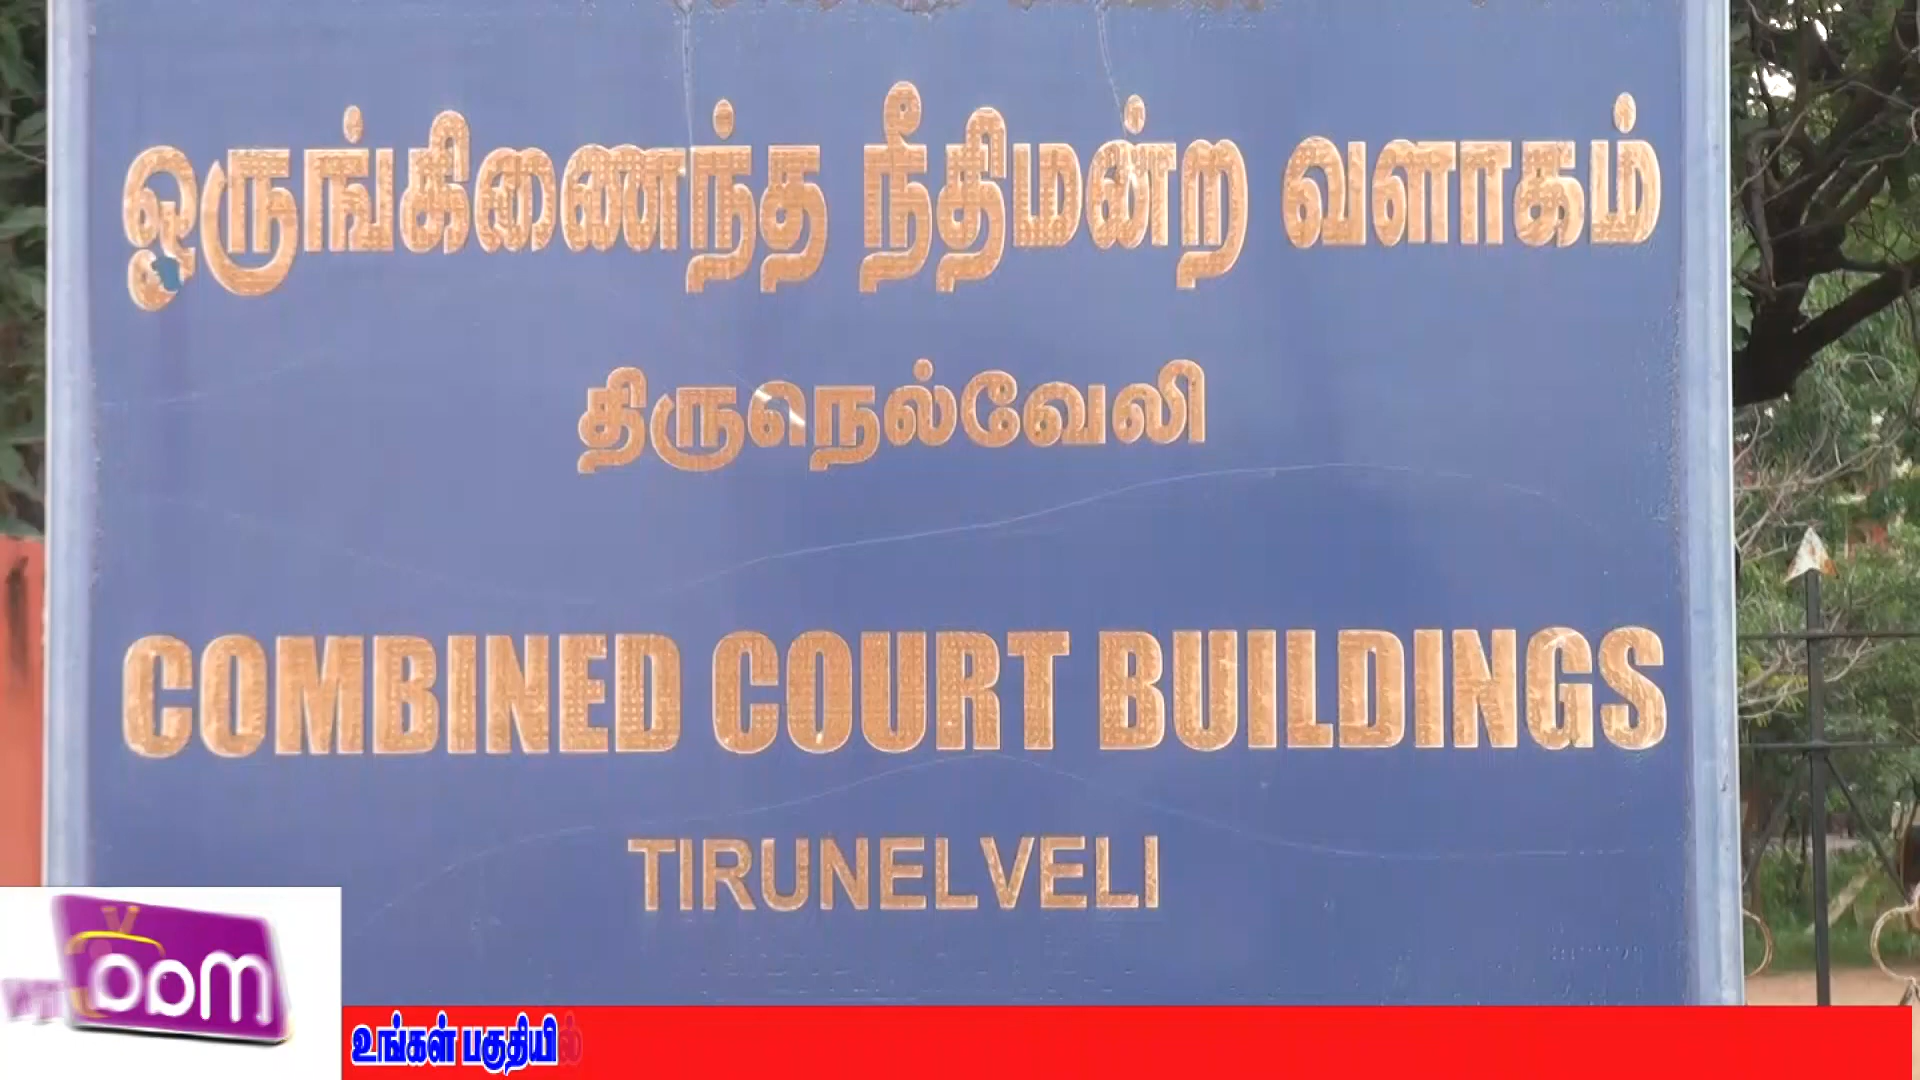 ஒருங்கிணைந்த நீதிமன்ற வளாகம்
திருநெல்வேலி
COMBINED COURT BUILDINGS
TIRUNELVELI
உங்கள் பகுதியில்